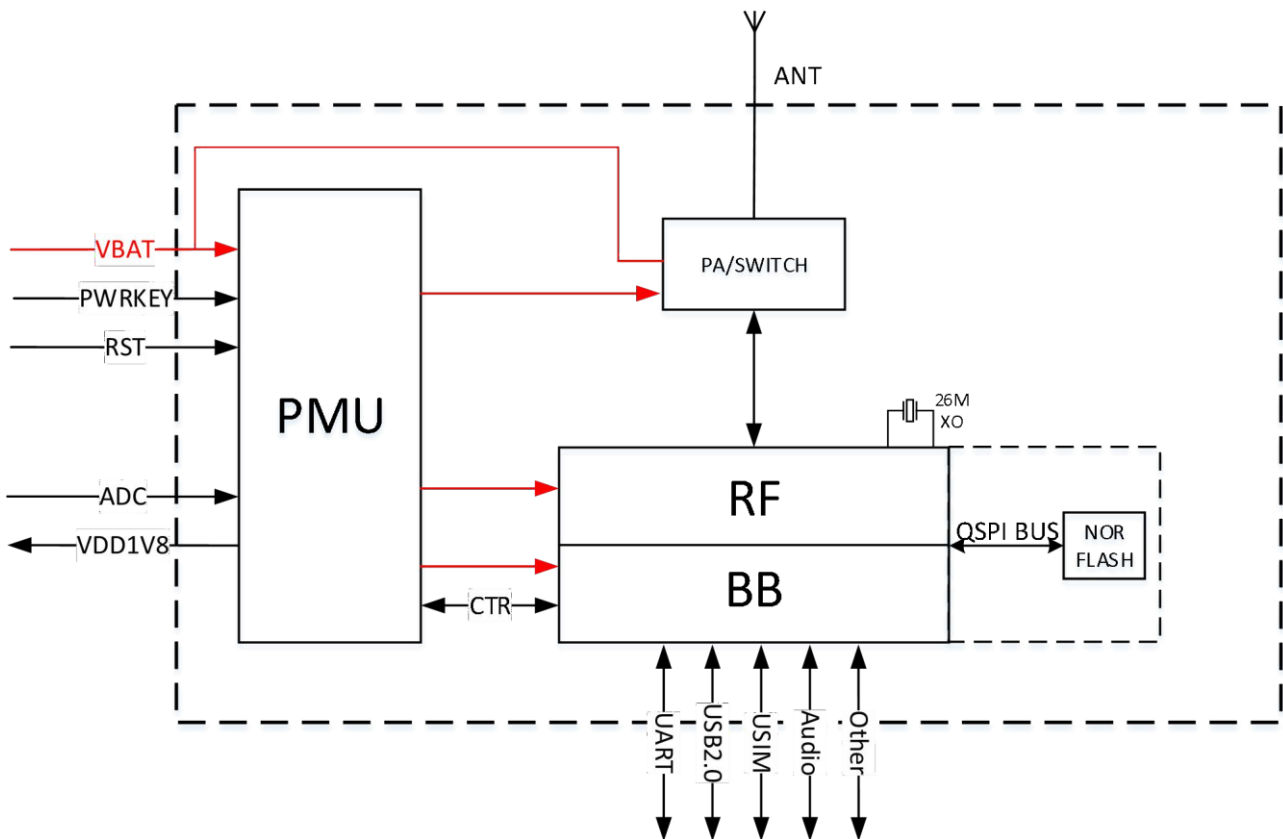 ANT
VBAT
PWRKEY
RST
PMU
PA/SWITCH
26M
XO
ADC
VDD1V8
RF
BB
CTR
QSPI BUS
NOR
FLASH
UART
USB2.0
USIM
Audio
Other